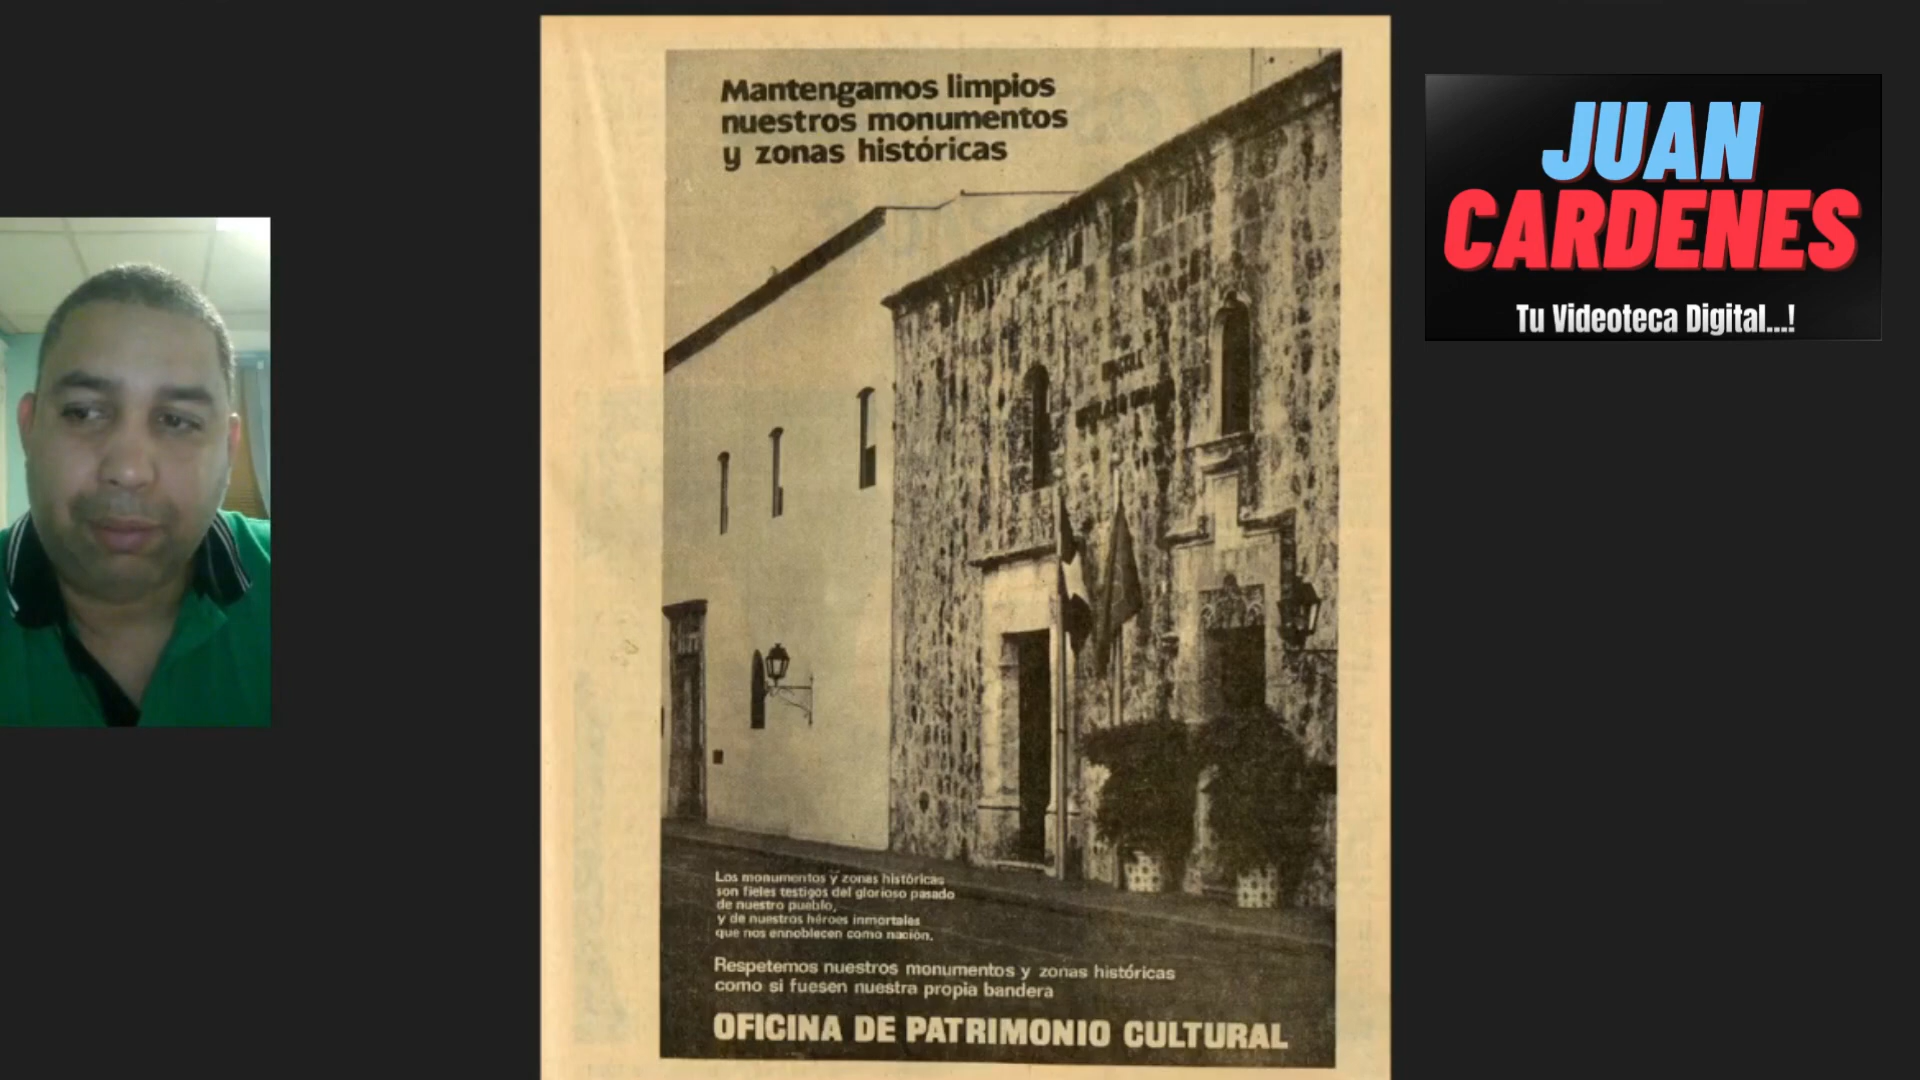 Mantengamos limpios
nuestros monumentos
y zonas históricas
JUAN
CARDENES
Tu Videoteca Digital...!
Los monumentos y zonas históricas
son fieles testigos del glorioso pasado
de nuestro pueblo,
y de nuestros héroes inmortales
que nos ennoblecen como nación.
Respetemos nuestros monumentos y zonas históricas
como si fuesen nuestra propia bandera
OFICINA DE PATRIMONIO CULTURAL